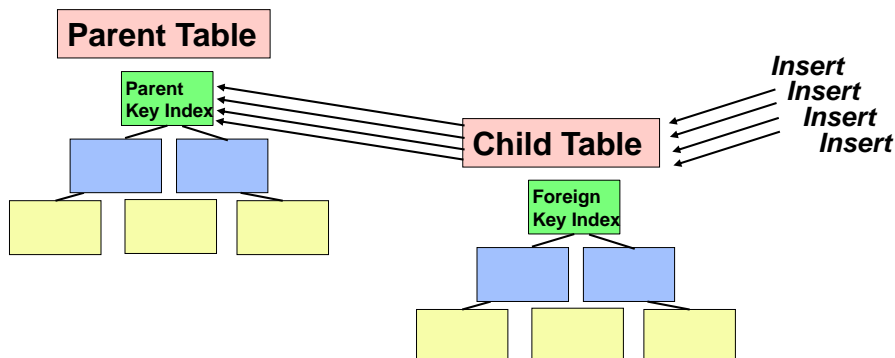 Parent Table
Parent
Key Index
Insert
Insert
Insert
Insert
Child Table
Foreign
Key Index